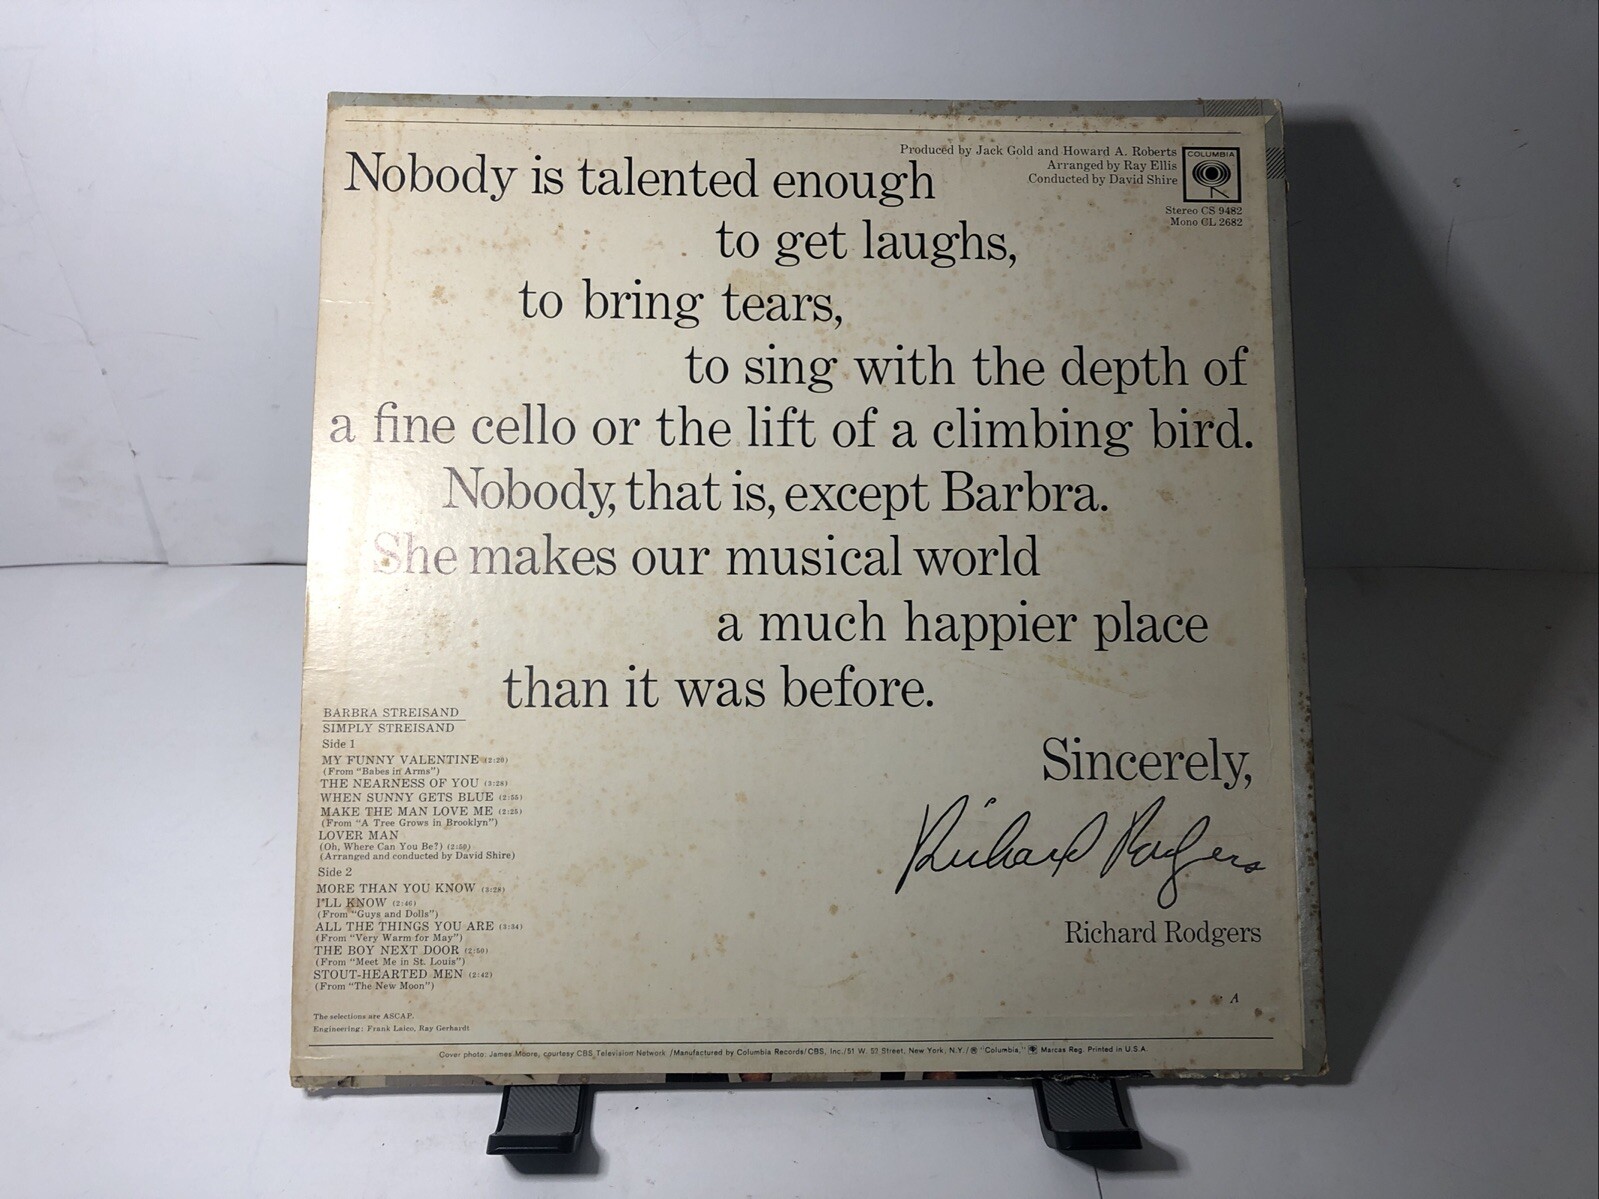 Produced by Jack Gold and Howard A. Roberts
Arranged by Ray Ellis
Conducted by David Shire
COLUMBIA
Stereo CS 9482
Mono CL 2682
Nobody is talented enough
to get laughs,
to bring tears,
to sing with the depth of
a fine cello or the lift of a climbing bird.
Nobody, that is, except Barbra.
She makes our musical world
a much happier place
than it was before.
Sincerely,
Richard Rodgers
Richard Rodgers
BARBRA STREISAND
SIMPLY STREISAND
Side 1
MY FUNNY VALENTINE (2:20)
(From "Babes in Arms")
THE NEARNESS OF YOU (3:28)
WHEN SUNNY GETS BLUE (2:55)
MAKE THE MAN LOVE ME (2:25)
(From "A Tree Grows in Brooklyn")
LOVER MAN
(Oh, Where Can You Be?) (2:50)
(Arranged and conducted by David Shire)
Side 2
MORE THAN YOU KNOW (3:28)
I'LL KNOW (2:46)
(From "Guys and Dolls")
ALL THE THINGS YOU ARE (3:34)
(From "Very Warm for May")
THE BOY NEXT DOOR (2:50)
(From "Meet Me in St. Louis")
STOUT-HEARTED MEN (2:42)
(From "The New Moon")
A
The selections are ASCAP.
Engineering: Frank Laico, Ray Gerhardt
Cover photo: James Moore, courtesy CBS Television Network /Manufactured by Columbia Records/CBS, Inc./51 W. 52 Street, New York, N.Y./ ® "Columbia," Marcas Reg. Printed in U.S.A.